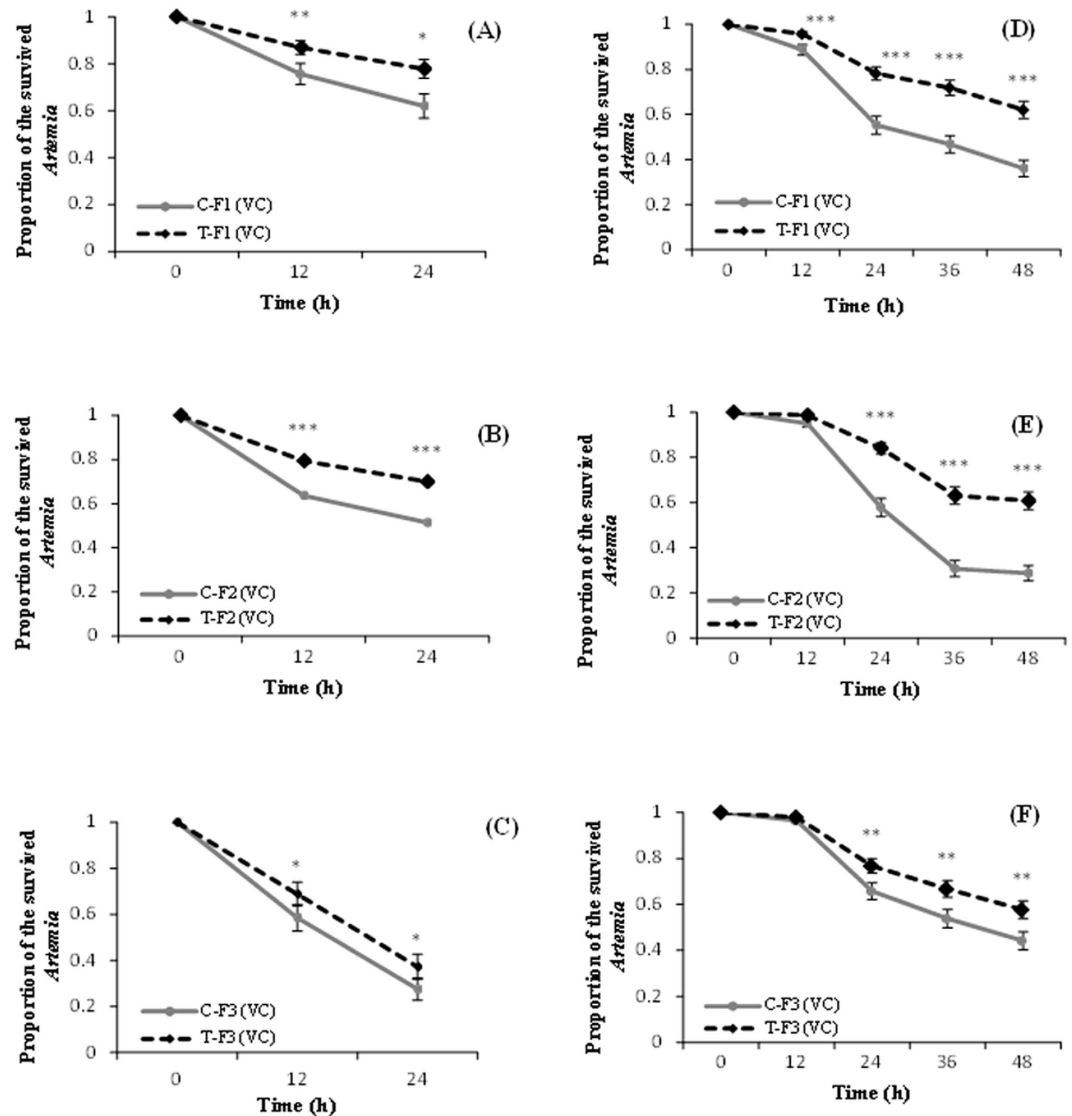 Proportion of the survived
Artemia
1
0.8
0.6
0.4
0.2
0
**
*
(A)
C-F1 (VC)
T-F1 (VC)
0 12 24
Time (h)
Proportion of the survived
Artemia
1
0.8
0.6
0.4
0.2
0
***
***
***
***
(D)
C-F1 (VC)
T-F1 (VC)
0 12 24 36 48
Time (h)
Proportion of the survived
Artemia
1
0.8
0.6
0.4
0.2
0
***
***
(B)
C-F2 (VC)
T-F2 (VC)
0 12 24
Time (h)
Proportion of the survived
Artemia
1
0.8
0.6
0.4
0.2
0
***
***
***
(E)
C-F2 (VC)
T-F2 (VC)
0 12 24 36 48
Time (h)
Proportion of the survived
Artemia
1
0.8
0.6
0.4
0.2
0
*
*
(C)
C-F3 (VC)
T-F3 (VC)
0 12 24
Time (h)
Proportion of the survived
Artemia
1
0.8
0.6
0.4
0.2
0
**
**
**
(F)
C-F3 (VC)
T-F3 (VC)
0 12 24 36 48
Time (h)